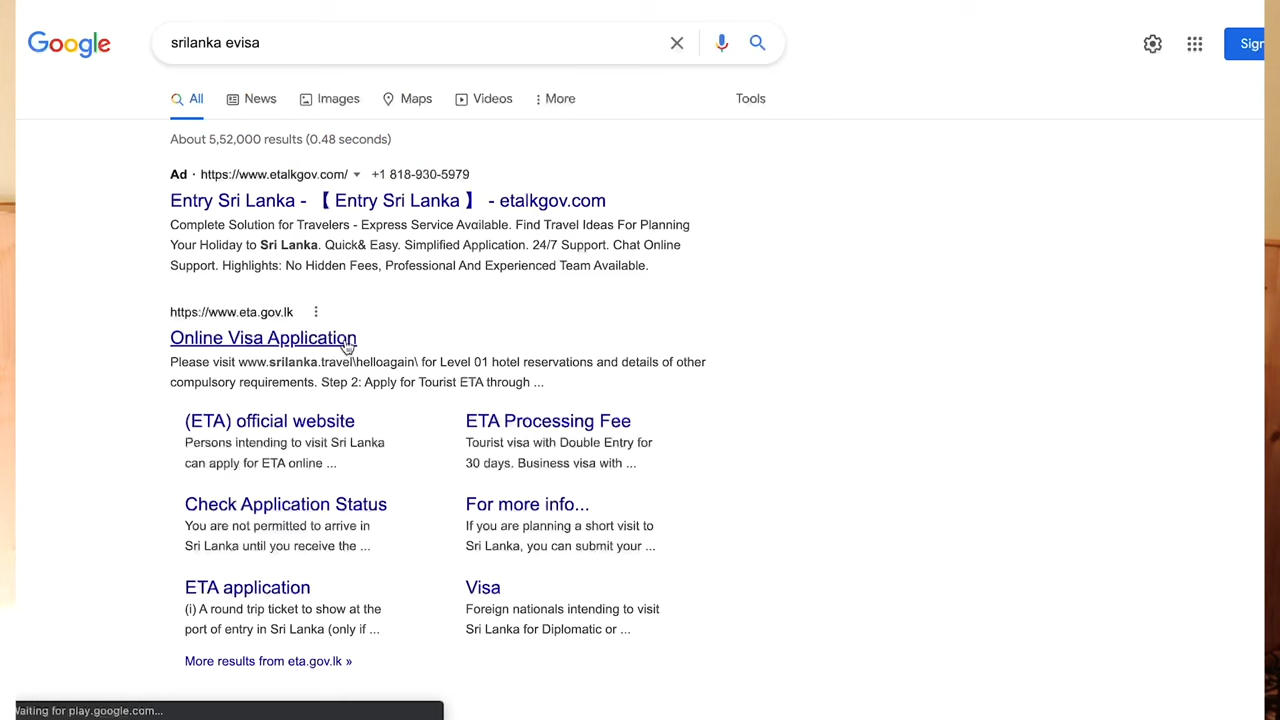 Google
srilanka evisa
Sign
All
News
Images
Maps
Videos
More
Tools
About 5,52,000 results (0.48 seconds)
Ad · https://www.etalkgov.com/ +1 818-930-5979
Entry Sri Lanka - 【 Entry Sri Lanka 】 - etalkgov.com
Complete Solution for Travelers - Express Service Available. Find Travel Ideas For Planning
Your Holiday to Sri Lanka. Quick& Easy. Simplified Application. 24/7 Support. Chat Online
Support. Highlights: No Hidden Fees, Professional And Experienced Team Available.
https://www.eta.gov.lk
Online Visa Application
Please visit www.srilanka.travel\helloagain\ for Level 01 hotel reservations and details of other
compulsory requirements. Step 2: Apply for Tourist ETA through ...
(ETA) official website
Persons intending to visit Sri Lanka
can apply for ETA online ...
ETA Processing Fee
Tourist visa with Double Entry for
30 days. Business visa with ...
Check Application Status
You are not permitted to arrive in
Sri Lanka until you receive the ...
For more info...
If you are planning a short visit to
Sri Lanka, you can submit your ...
ETA application
(i) A round trip ticket to show at the
port of entry in Sri Lanka (only if ...
Visa
Foreign nationals intending to visit
Sri Lanka for Diplomatic or ...
More results from eta.gov.lk »
Waiting for play.google.com...